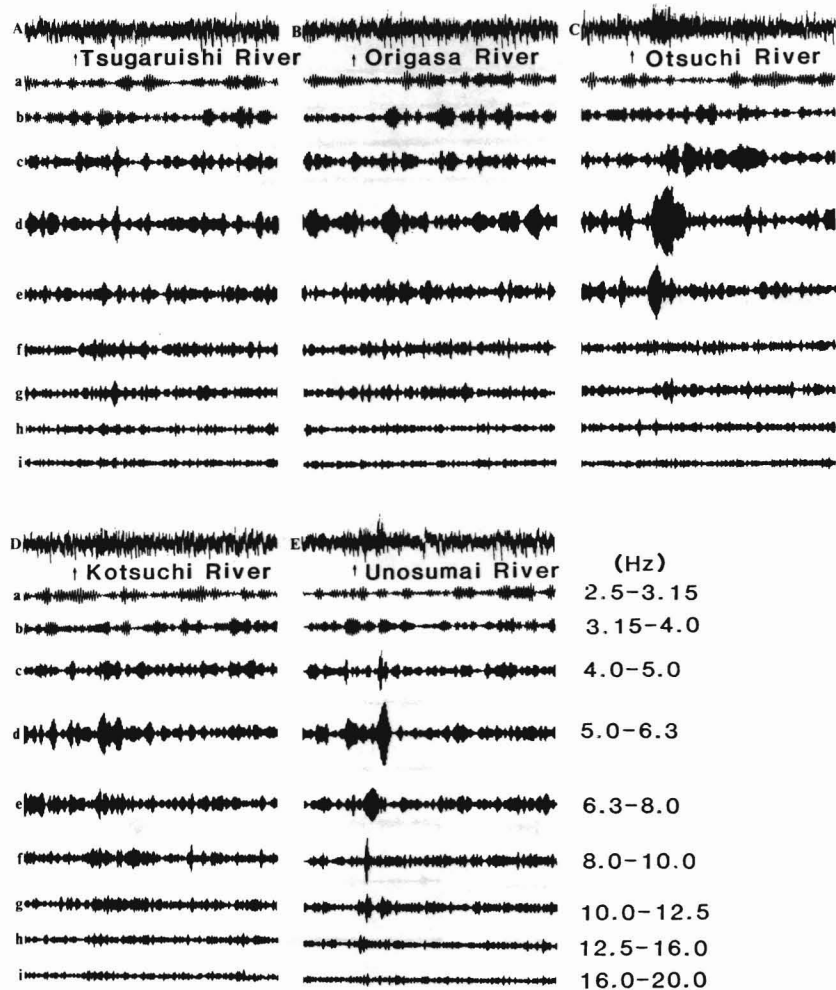 A B C
↑Tsugaruishi River ↑Origasa River ↑Otsuchi River
a
b
c
d
e
f
g
h
i
D E
↑Kotsuchi River ↑Unosumai River (Hz)
a 2.5-3.15
b 3.15-4.0
c 4.0-5.0
d 5.0-6.3
e 6.3-8.0
f 8.0-10.0
g 10.0-12.5
h 12.5-16.0
i 16.0-20.0